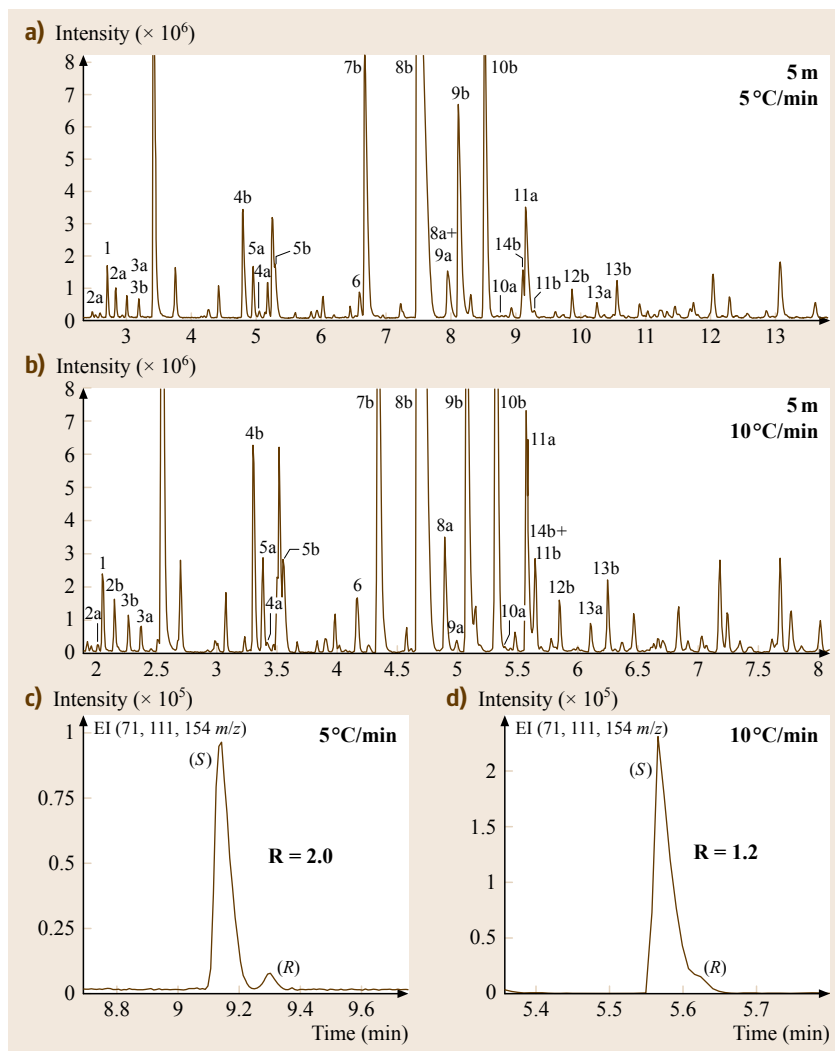 a) Intensity (× 10⁶)
5 m
5 °C/min
8
7
6
5
4
3
2
1
0
1
2a
2a
3a
3b
4b
5a
4a
5b
6
7b
8b
8a+
9a
9b
10b
10a
14b
11a
11b
12b
13a
13b
3 4 5 6 7 8 9 10 11 12 13
b) Intensity (× 10⁶)
5 m
10 °C/min
8
7
6
5
4
3
2
1
0
2a
1
2b
3b
3a
4b
5a
4a
5b
6
7b
8b
8a
9a
9b
10b
10a
11a
14b+
11b
12b
13a
13b
2 2.5 3 3.5 4 4.5 5 5.5 6 6.5 7 7.5 8
c) Intensity (× 10⁵)
EI (71, 111, 154 m/z)
5 °C/min
1
0.75
0.5
0.25
0
(S)
R = 2.0
(R)
8.8 9 9.2 9.4 9.6
Time (min)
d) Intensity (× 10⁵)
EI (71, 111, 154 m/z)
10 °C/min
2
1.5
1
0.5
0
(S)
R = 1.2
(R)
5.4 5.5 5.6 5.7
Time (min)